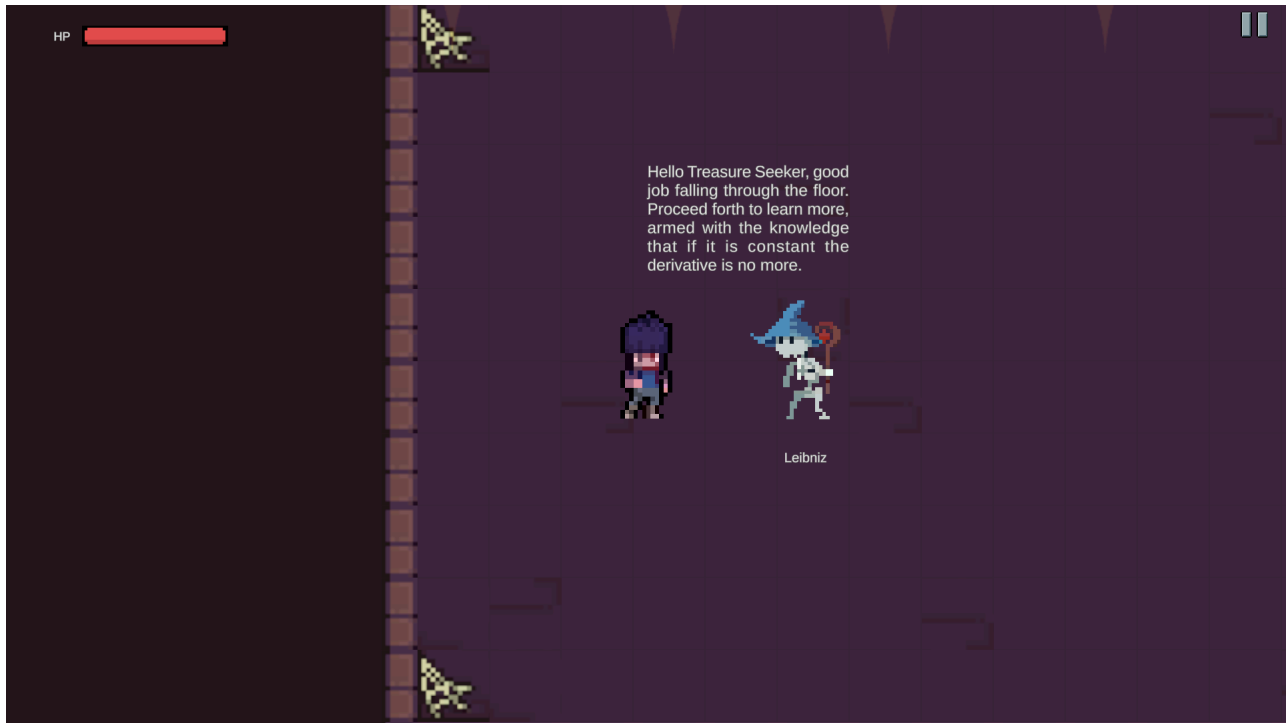 HP
Hello Treasure Seeker, good
job falling through the floor.
Proceed forth to learn more,
armed with the knowledge
that if it is constant the
derivative is no more.
Leibniz